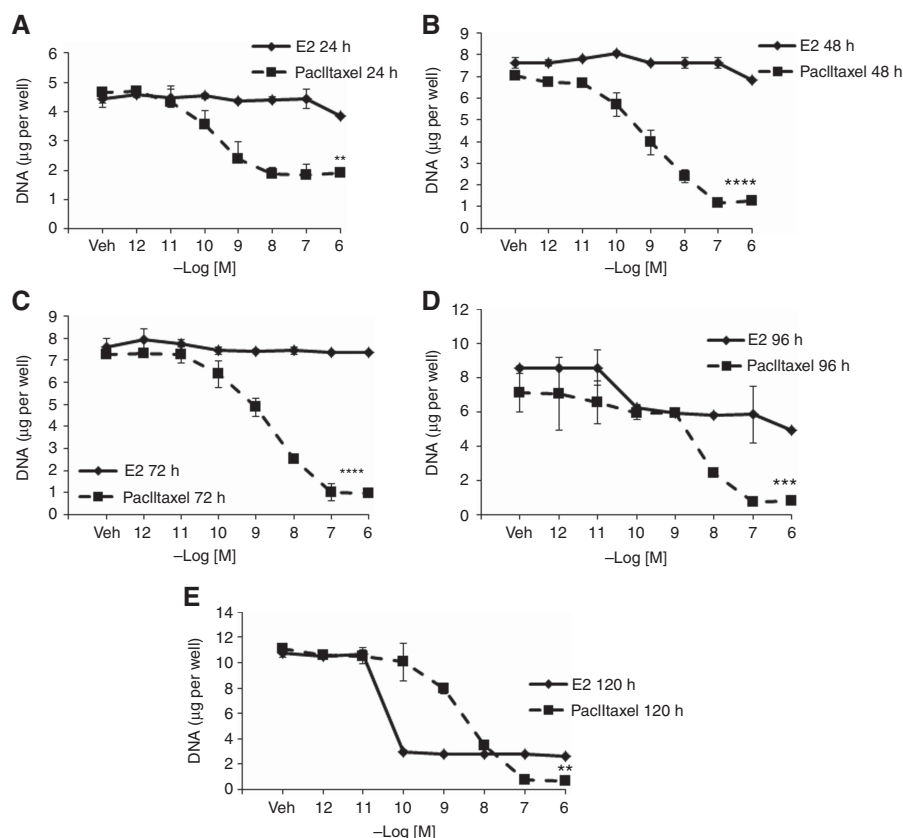 A
E2 24 h
PaclItaxel 24 h
DNA (µg per well)
6
5
4
3
2
1
0
**
Veh 12 11 10 9 8 7 6
–Log [M]
B
E2 48 h
PaclItaxel 48 h
DNA (µg per well)
9
8
7
6
5
4
3
2
1
0
****
Veh 12 11 10 9 8 7 6
–Log [M]
C
DNA (µg per well)
9
8
7
6
5
4
3
2
1
0
E2 72 h
PaclItaxel 72 h
****
Veh 12 11 10 9 8 7 6
–Log [M]
D
E2 96 h
PaclItaxel 96 h
DNA (µg per well)
12
10
8
6
4
2
0
***
Veh 12 11 10 9 8 7 6
–Log [M]
E
E2 120 h
PaclItaxel 120 h
DNA (µg per well)
14
12
10
8
6
4
2
0
**
Veh 12 11 10 9 8 7 6
–Log [M]